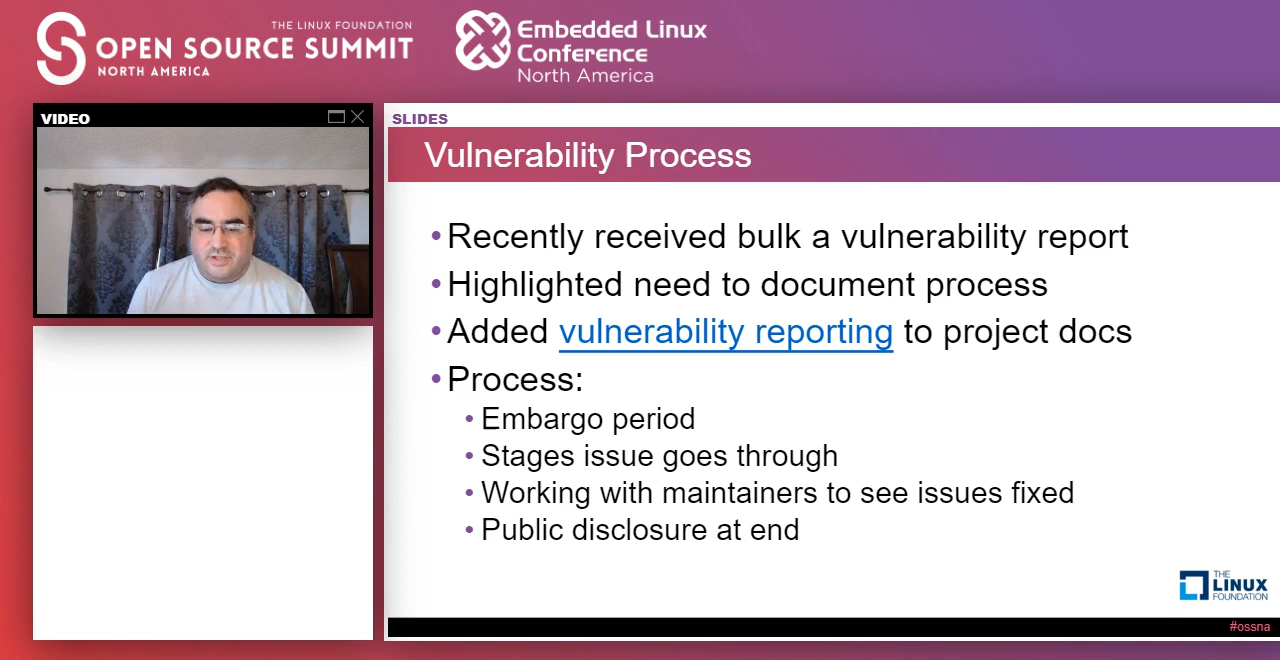 THE LINUX FOUNDATION
OPEN SOURCE SUMMIT
NORTH AMERICA
Embedded Linux
Conference
North America
VIDEO
SLIDES
Vulnerability Process
•Recently received bulk a vulnerability report
•Highlighted need to document process
•Added vulnerability reporting to project docs
•Process:
•Embargo period
•Stages issue goes through
•Working with maintainers to see issues fixed
•Public disclosure at end
THE
LINUX
FOUNDATION
#ossna